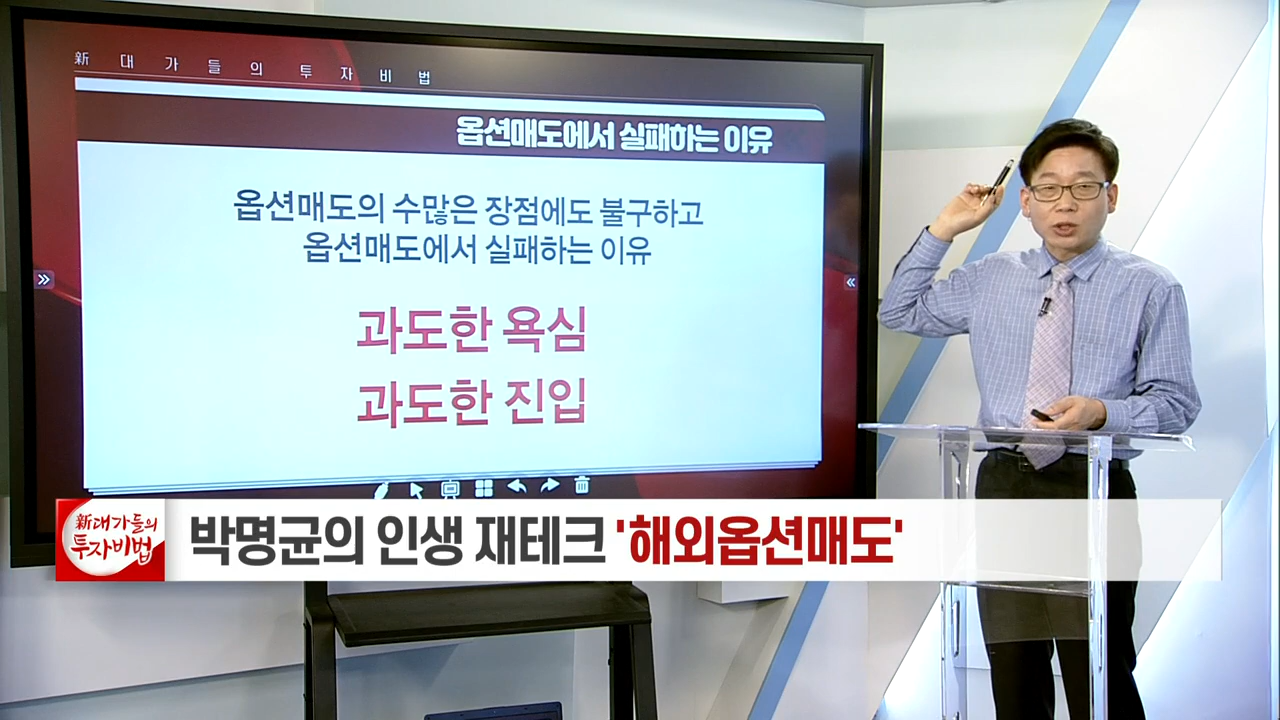 新 대가들의 투자비법
옵션매도에서 실패하는 이유
옵션매도의 수많은 장점에도 불구하고
옵션매도에서 실패하는 이유
과도한 욕심
과도한 진입
新대가들의
투자비법
박명균의 인생 재테크 '해외옵션매도'